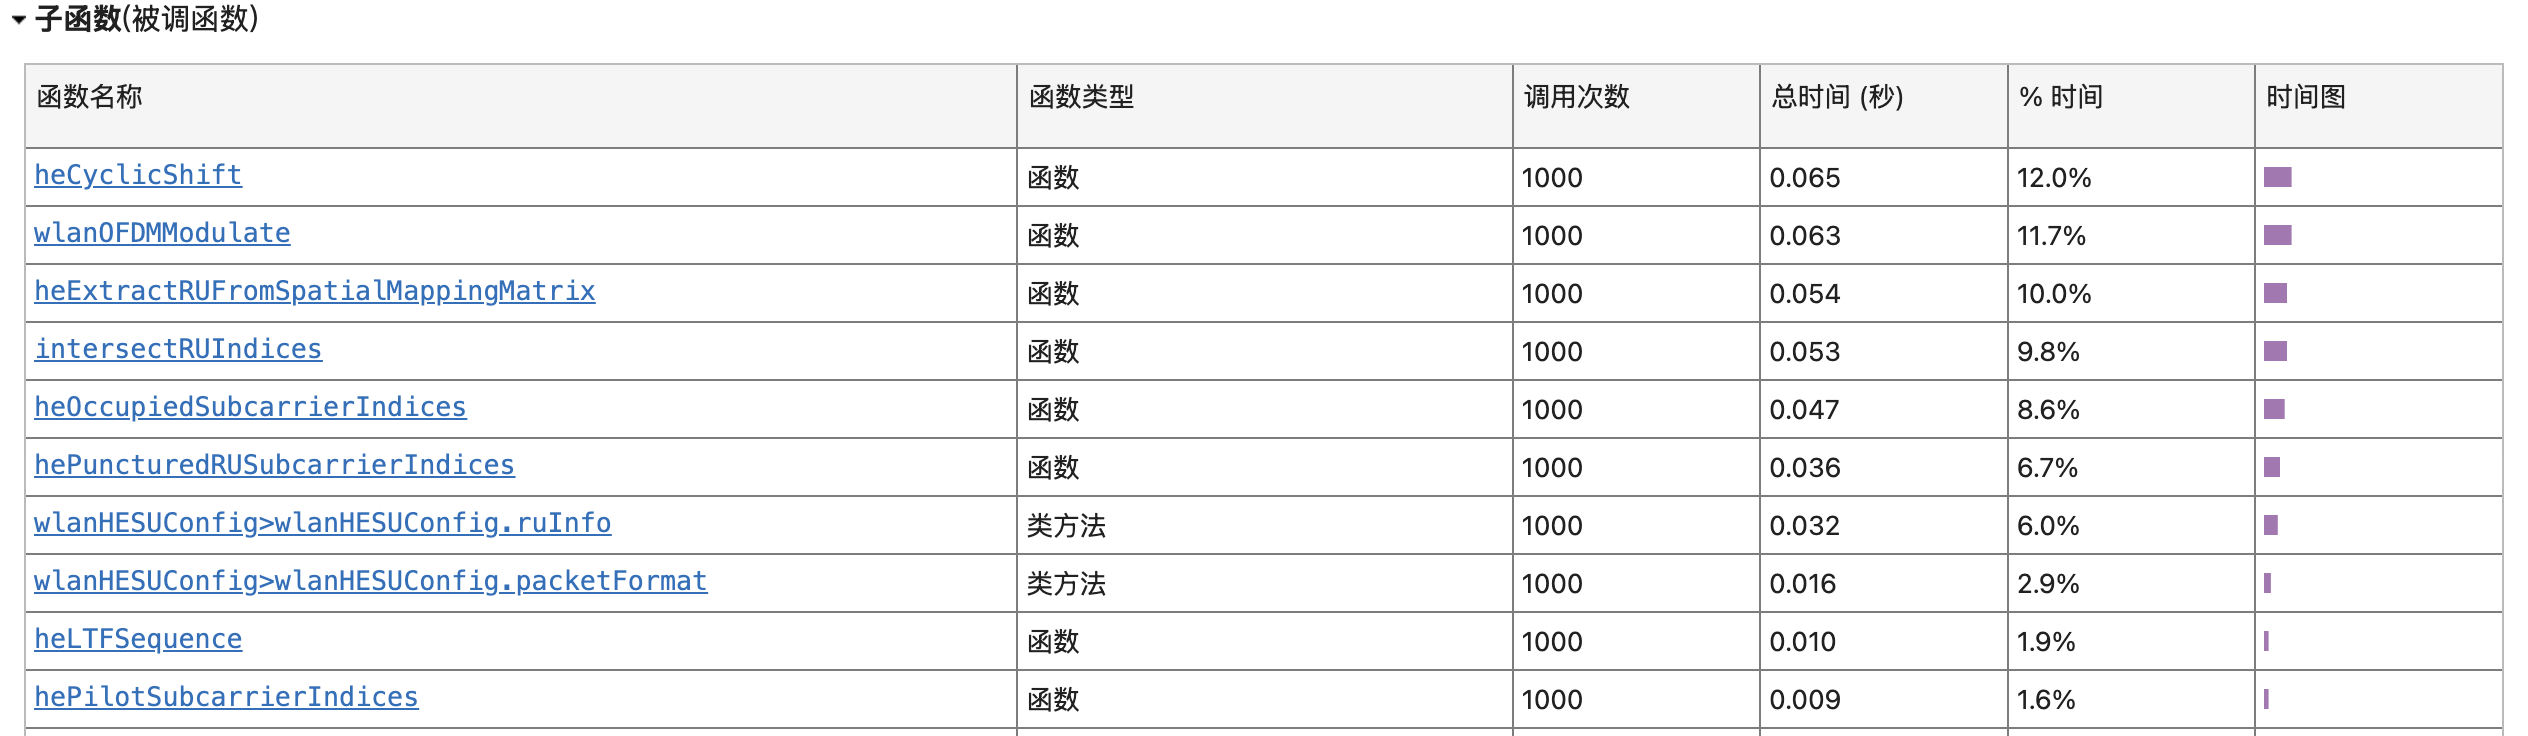 子函数(被调函数)
函数名称 函数类型 调用次数 总时间 (秒) % 时间 时间图
heCyclicShift 函数 1000 0.065 12.0%
wlanOFDMModulate 函数 1000 0.063 11.7%
heExtractRUFromSpatialMappingMatrix 函数 1000 0.054 10.0%
intersectRUIndices 函数 1000 0.053 9.8%
heOccupiedSubcarrierIndices 函数 1000 0.047 8.6%
hePuncturedRUSubcarrierIndices 函数 1000 0.036 6.7%
wlanHESUConfig>wlanHESUConfig.ruInfo 类方法 1000 0.032 6.0%
wlanHESUConfig>wlanHESUConfig.packetFormat 类方法 1000 0.016 2.9%
heLTFSequence 函数 1000 0.010 1.9%
hePilotSubcarrierIndices 函数 1000 0.009 1.6%